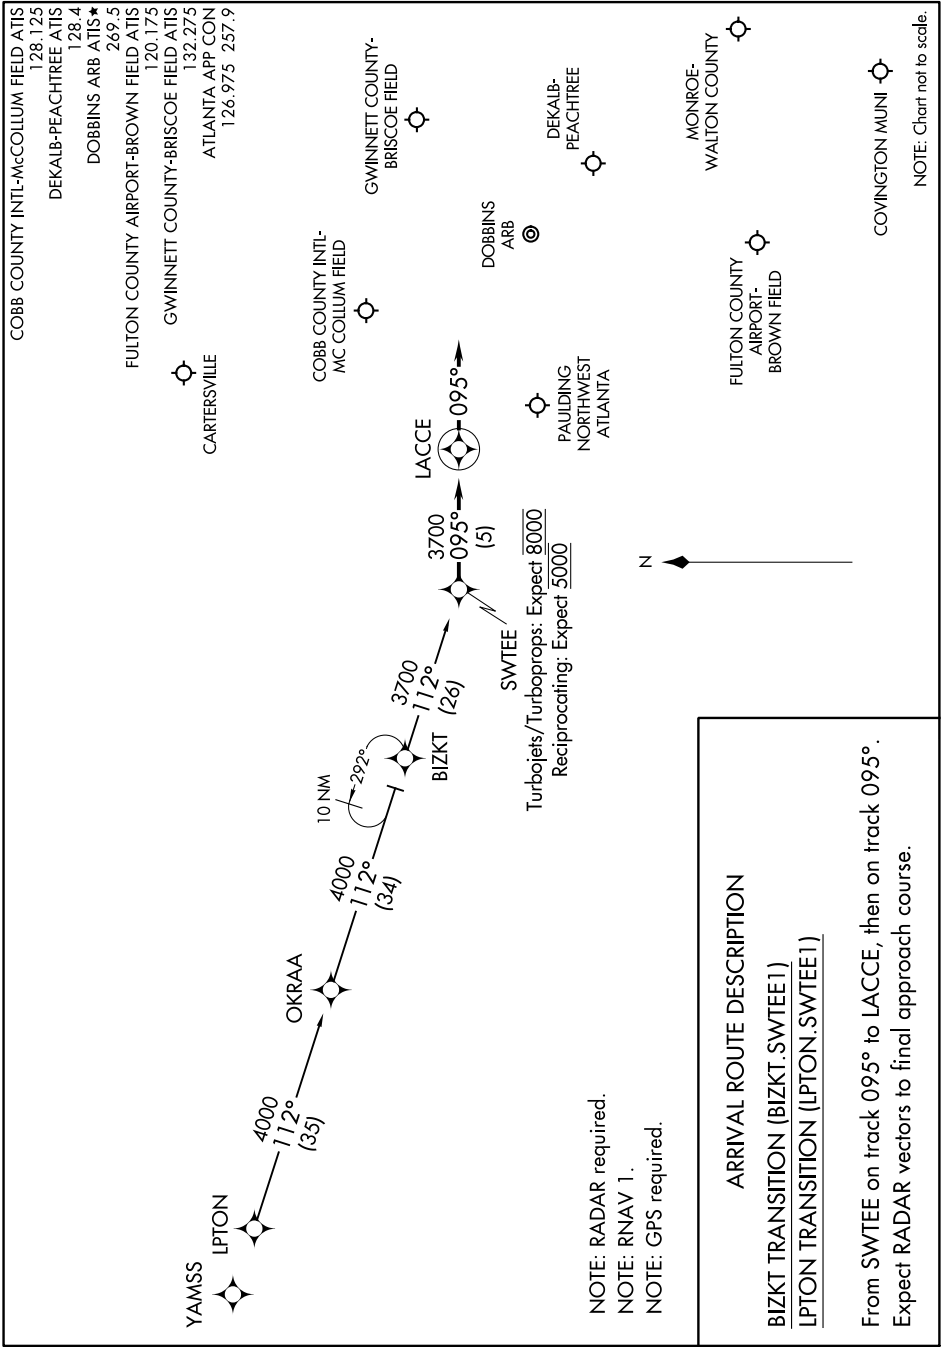 COBB COUNTY INTL-McCOLLUM FIELD ATIS
128.125
DEKALB-PEACHTREE ATIS
128.4
DOBBINS ARB ATIS★
269.5
FULTON COUNTY AIRPORT-BROWN FIELD ATIS
120.175
GWINNETT COUNTY-BRISCOE FIELD ATIS
132.275
ATLANTA APP CON
126.975 257.9
CARTERSVILLE
COBB COUNTY INTL-
MC COLLUM FIELD
GWINNETT COUNTY-
BRISCOE FIELD
DOBBINS
ARB
DEKALB-
PEACHTREE
MONROE-
WALTON COUNTY
PAULDING
NORTHWEST
ATLANTA
FULTON COUNTY
AIRPORT-
BROWN FIELD
COVINGTON MUNI
NOTE: Chart not to scale.
YAMSS
LPTON
4000
112°
(35)
OKRAA
4000
112°
(34)
10 NM
292°
BIZKT
3700
112°
(26)
SWTEE
Turbojets/Turboprops: Expect 8000
Reciprocating: Expect 5000
3700
095°
(5)
LACCE
095°
N
NOTE: RADAR required.
NOTE: RNAV 1.
NOTE: GPS required.
ARRIVAL ROUTE DESCRIPTION
BIZKT TRANSITION (BIZKT.SWTEE1)
LPTON TRANSITION (LPTON.SWTEE1)
From SWTEE on track 095° to LACCE, then on track 095°.
Expect RADAR vectors to final approach course.